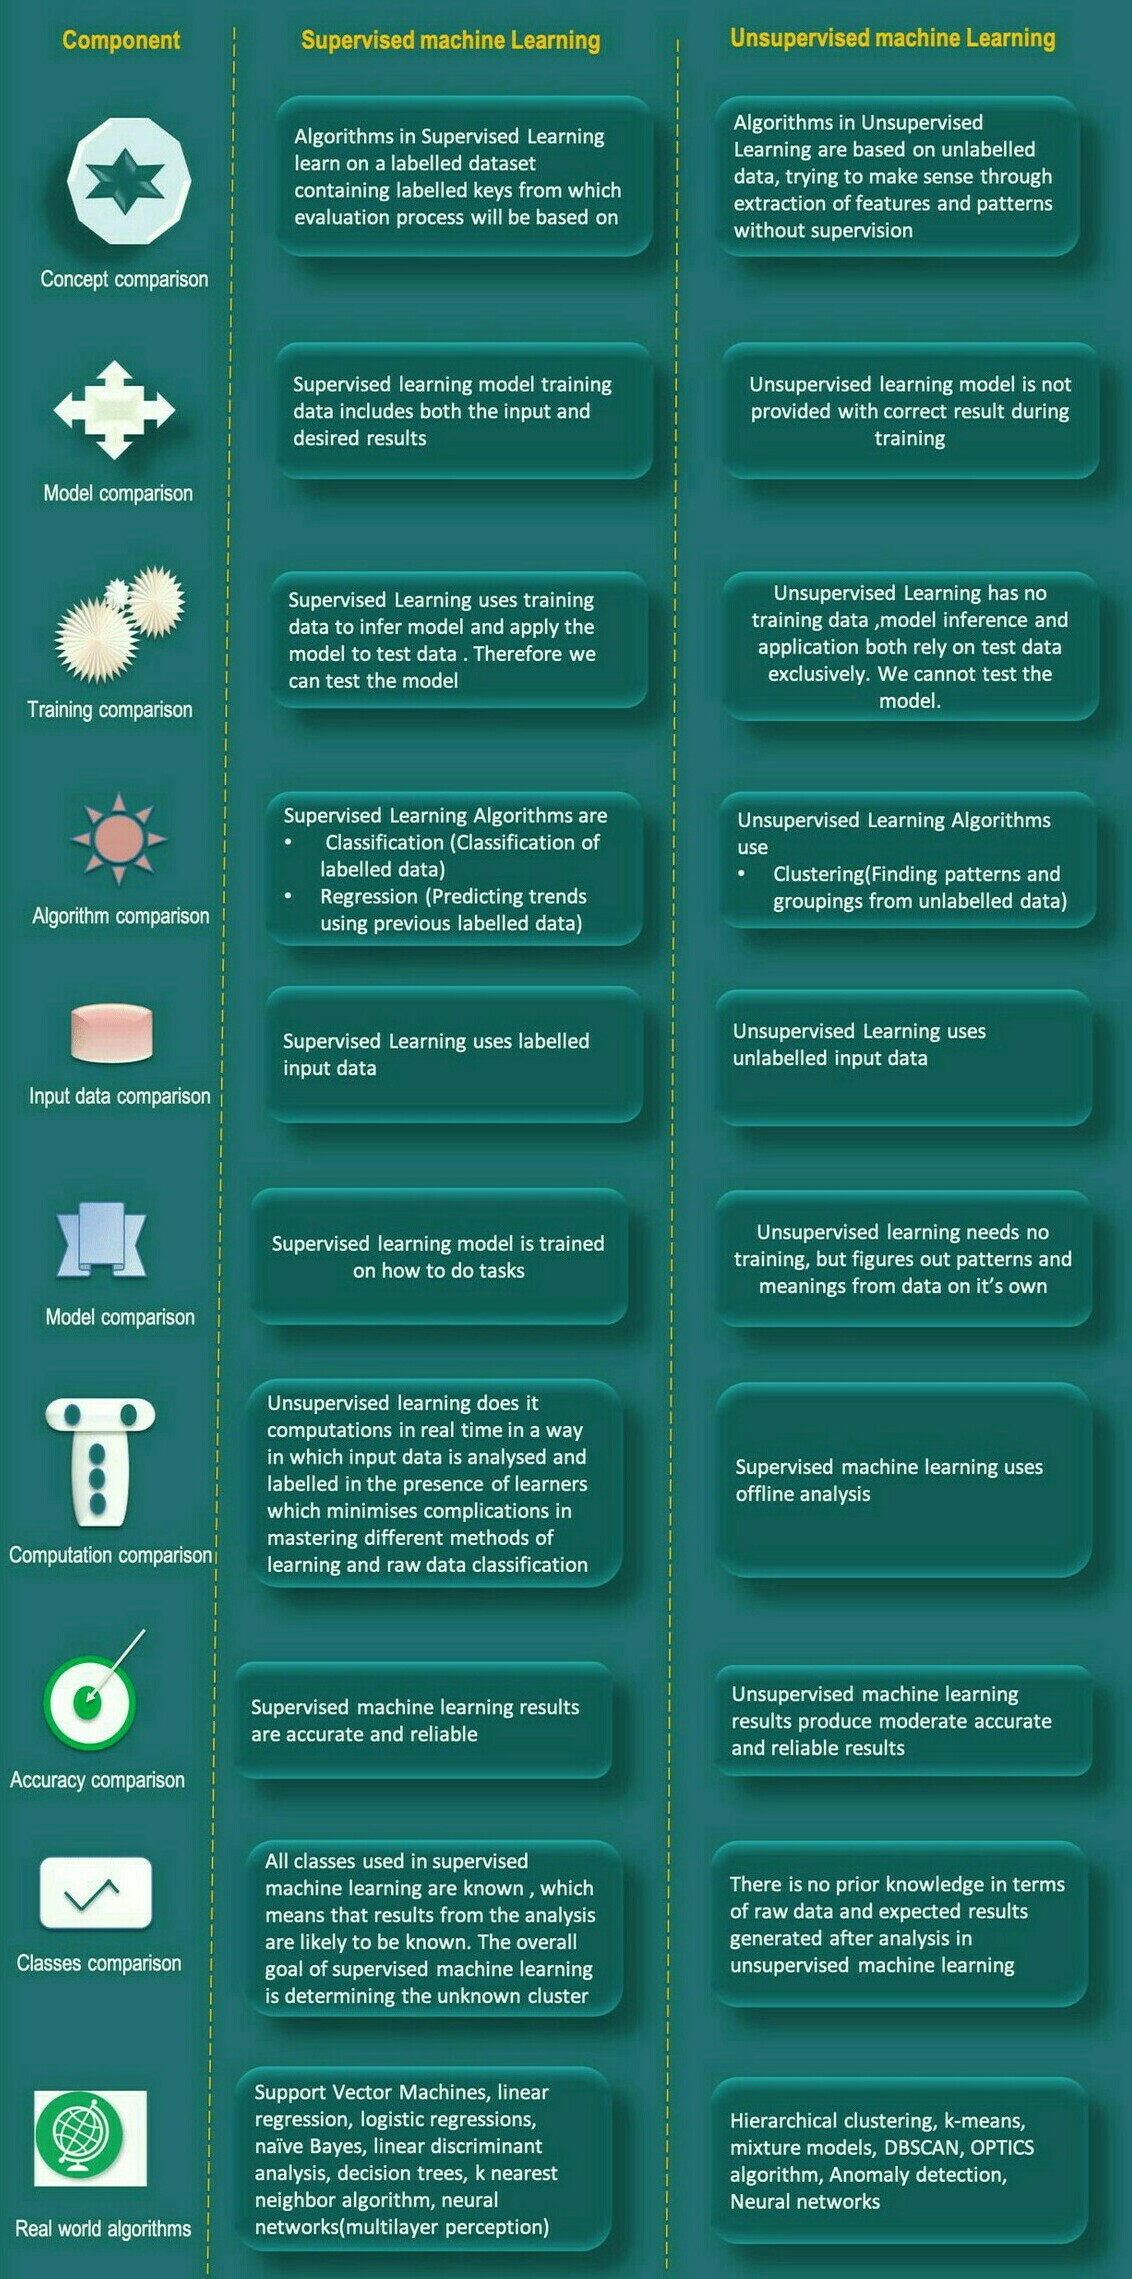 Component
Supervised machine Learning
Unsupervised machine Learning
Concept comparison
Algorithms in Supervised Learning
learn on a labelled dataset
containing labelled keys from which
evaluation process will be based on
Algorithms in Unsupervised
Learning are based on unlabelled
data, trying to make sense through
extraction of features and patterns
without supervision
Model comparison
Supervised learning model training
data includes both the input and
desired results
Unsupervised learning model is not
provided with correct result during
training
Training comparison
Supervised Learning uses training
data to infer model and apply the
model to test data . Therefore we
can test the model
Unsupervised Learning has no
training data ,model inference and
application both rely on test data
exclusively. We cannot test the
model.
Algorithm comparison
Supervised Learning Algorithms are
• Classification (Classification of
labelled data)
• Regression (Predicting trends
using previous labelled data)
Unsupervised Learning Algorithms
use
• Clustering(Finding patterns and
groupings from unlabelled data)
Input data comparison
Supervised Learning uses labelled
input data
Unsupervised Learning uses
unlabelled input data
Model comparison
Supervised learning model is trained
on how to do tasks
Unsupervised learning needs no
training, but figures out patterns and
meanings from data on it's own
Computation comparison
Unsupervised learning does it
computations in real time in a way
in which input data is analysed and
labelled in the presence of learners
which minimises complications in
mastering different methods of
learning and raw data classification
Supervised machine learning uses
offline analysis
Accuracy comparison
Supervised machine learning results
are accurate and reliable
Unsupervised machine learning
results produce moderate accurate
and reliable results
Classes comparison
All classes used in supervised
machine learning are known , which
means that results from the analysis
are likely to be known. The overall
goal of supervised machine learning
is determining the unknown cluster
There is no prior knowledge in terms
of raw data and expected results
generated after analysis in
unsupervised machine learning
Real world algorithms
Support Vector Machines, linear
regression, logistic regressions,
naïve Bayes, linear discriminant
analysis, decision trees, k nearest
neighbor algorithm, neural
networks(multilayer perception)
Hierarchical clustering, k-means,
mixture models, DBSCAN, OPTICS
algorithm, Anomaly detection,
Neural networks